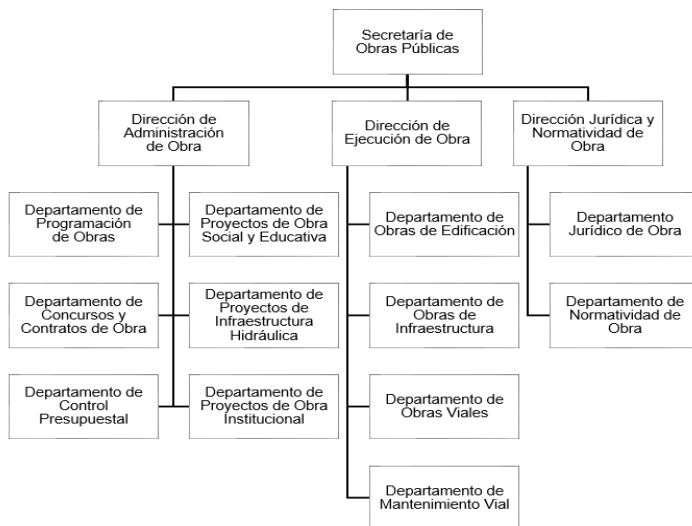 Secretaría de
Obras Públicas
Dirección de
Administración
de Obra
Dirección de
Ejecución de Obra
Dirección Jurídica y
Normatividad de
Obra
Departamento de
Programación
de Obras
Departamento de
Proyectos de Obra
Social y Educativa
Departamento de
Obras de Edificación
Departamento
Jurídico de Obra
Departamento de
Concursos y
Contratos de Obra
Departamento de
Proyectos de
Infraestructura
Hidráulica
Departamento de
Obras de
Infraestructura
Departamento de
Normatividad de
Obra
Departamento de
Control
Presupuestal
Departamento de
Proyectos de Obra
Institucional
Departamento de
Obras Viales
Departamento de
Mantenimiento Vial